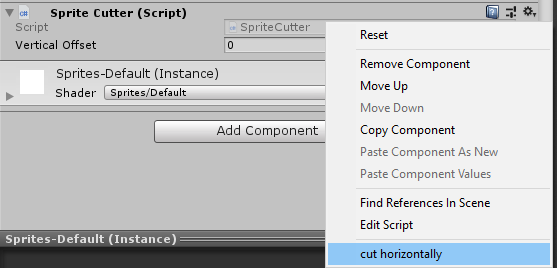 Sprite Cutter (Script)
Script SpriteCutter
Vertical Offset 0
Sprites-Default (Instance)
Shader Sprites/Default
Add Component
Sprites-Default (Instance)
Reset
Remove Component
Move Up
Move Down
Copy Component
Paste Component As New
Paste Component Values
Find References In Scene
Edit Script
cut horizontally